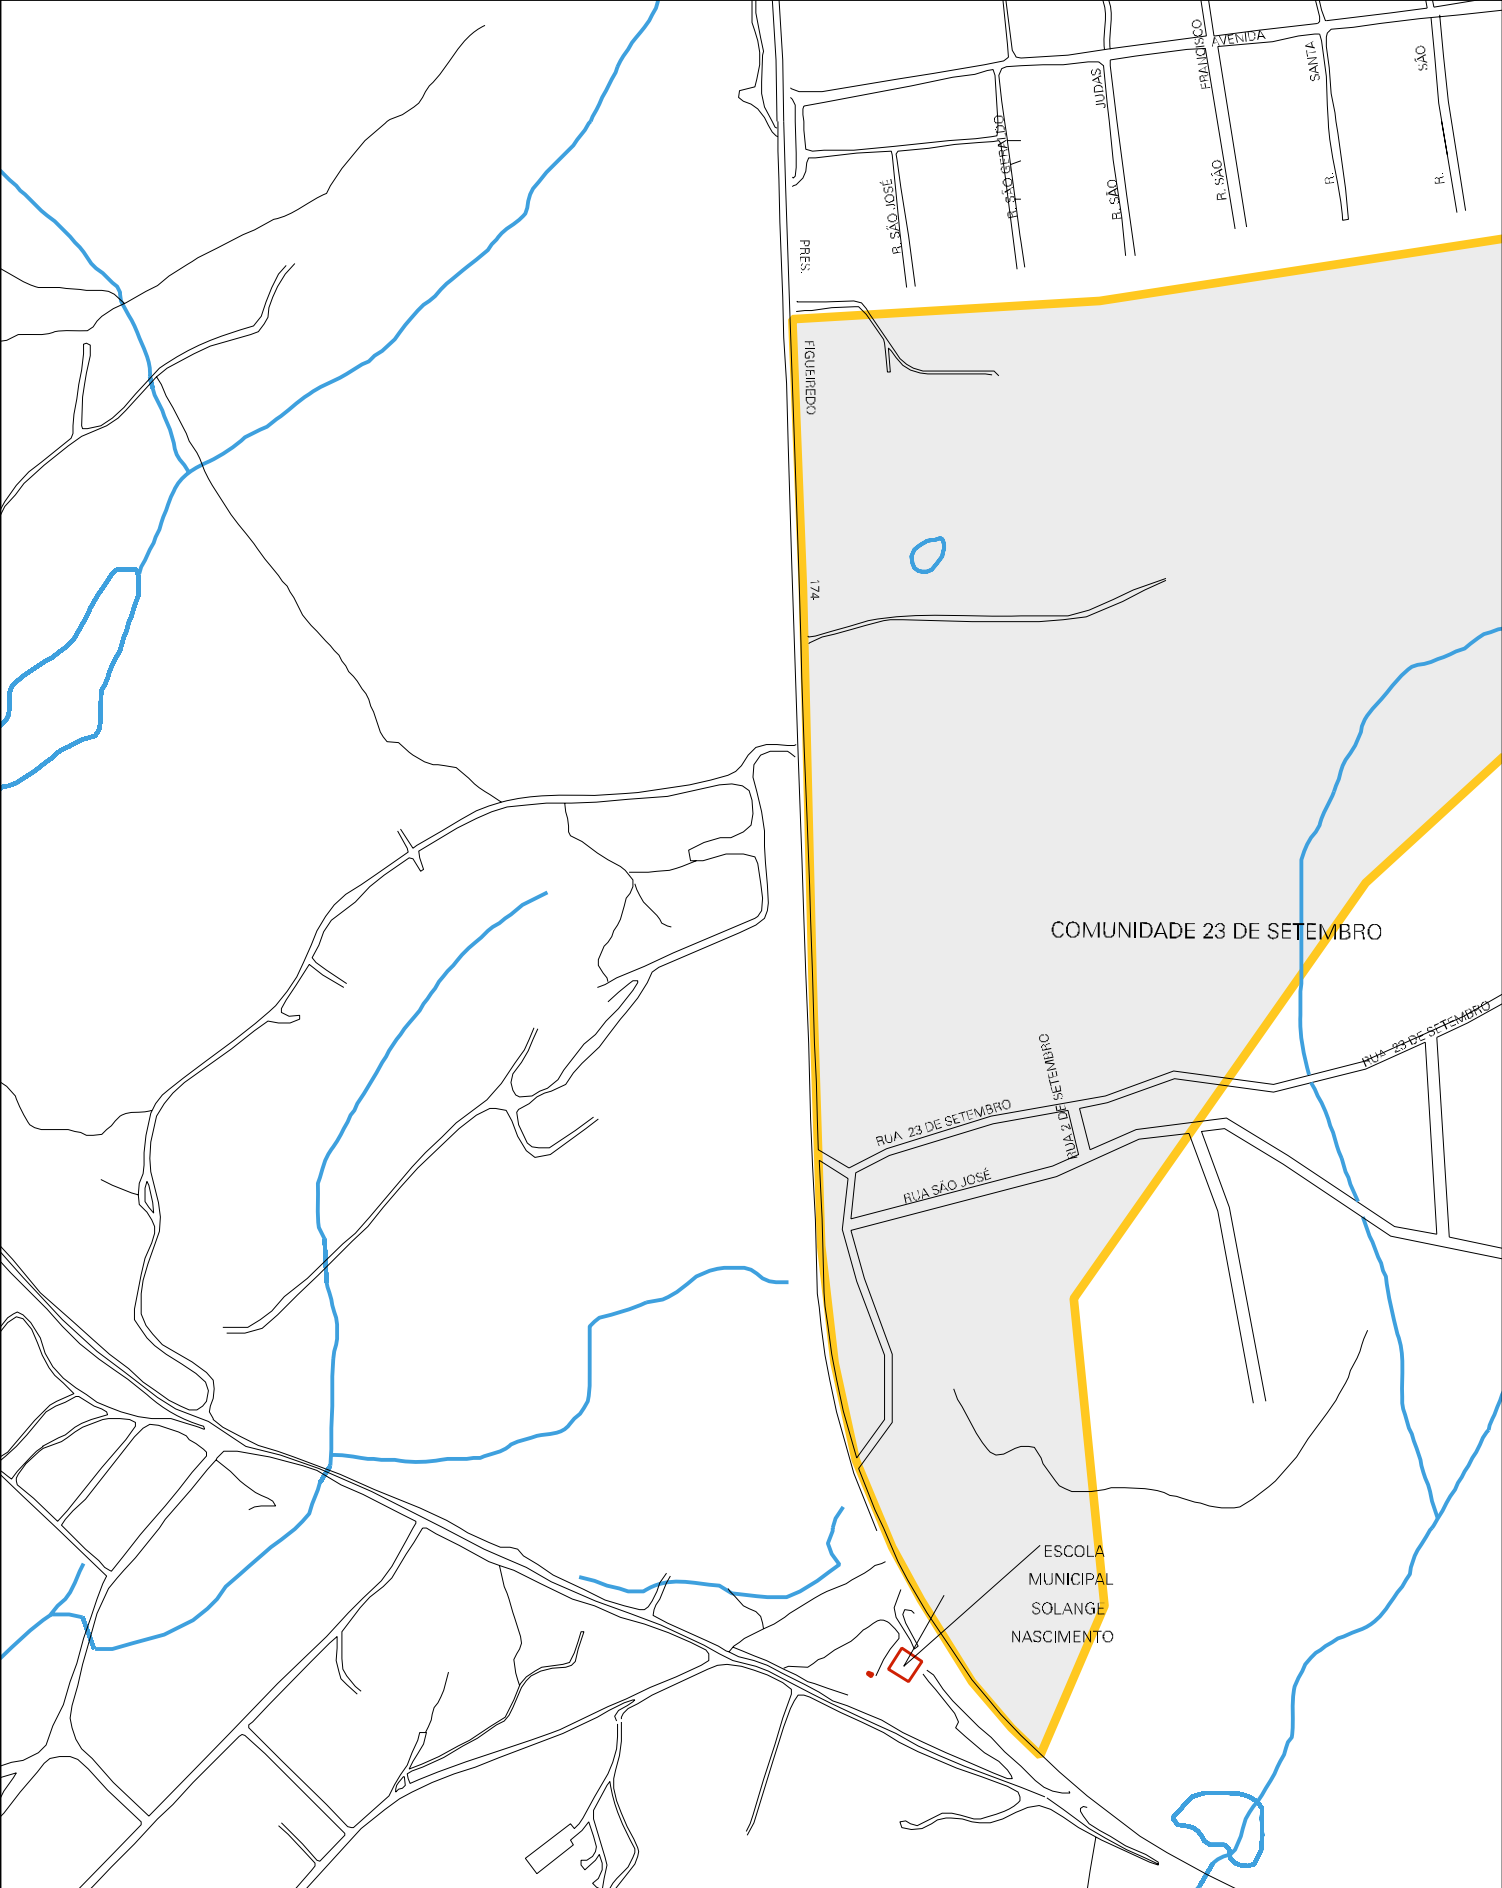 AVENIDA
FRANCISCO
SANTA
SÃO
JUDAS
R. SÃO GERALDO
R. SÃO JOSÉ
R. SÃO
R. SÃO
R.
R.
PRES.
FIGUEIREDO
174
COMUNIDADE 23 DE SETEMBRO
RUA 23 DE SETEMBRO
RUA 2 DE SETEMBRO
RUA 23 DE SETEMBRO
RUA SÃO JOSÉ
ESCOLA
MUNICIPAL
SOLANGE
NASCIMENTO